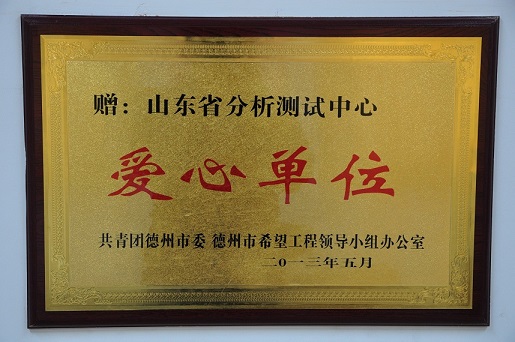 赠：山东省分析测试中心
爱心单位
共青团德州市委 德州市希望工程领导小组办公室
二〇一三年五月